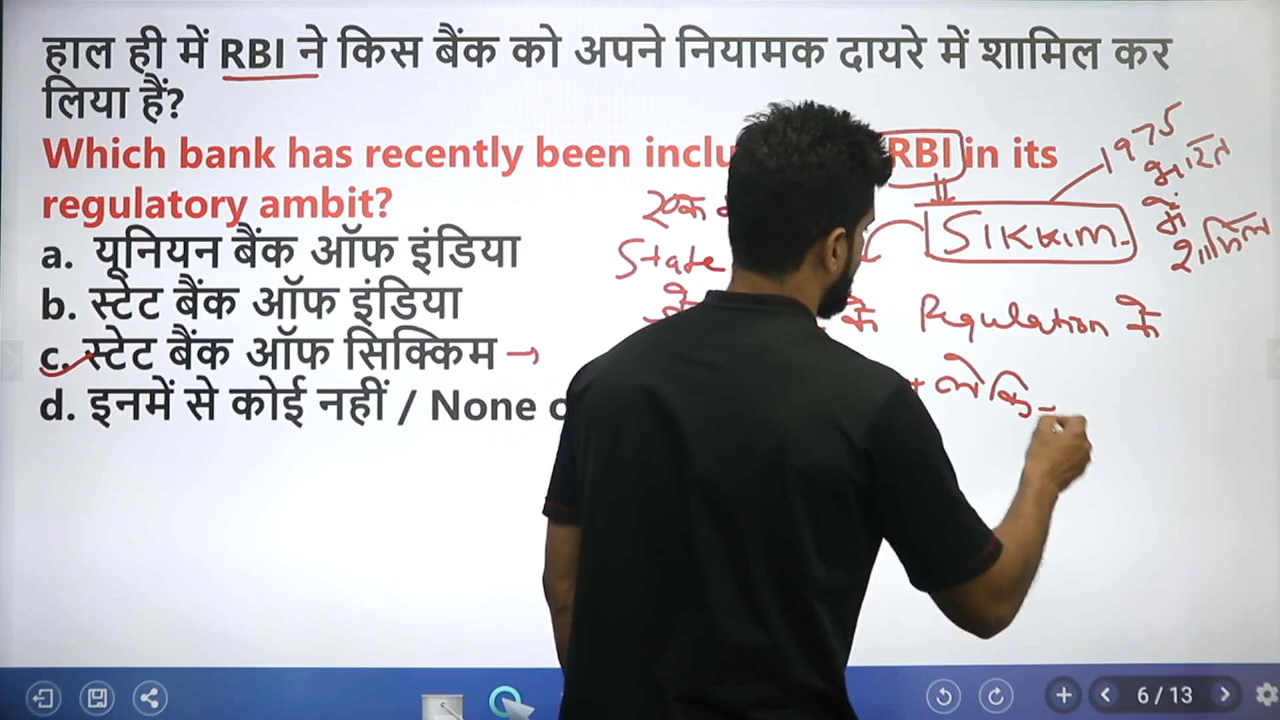 हाल ही में RBI ने किस बैंक को अपने नियामक दायरे में शामिल कर
लिया हैं?
Which bank has recently been RBI in its
regulatory ambit?
a. यूनियन बैंक ऑफ इंडिया
b. स्टेट बैंक ऑफ इंडिया
c. स्टेट बैंक ऑफ सिक्किम →
d. इनमें से कोई नहीं / None
1975
भारत
में
शामिल
एक
SIKKIM
State
के के Regulation के
+ लेकिन
6 / 13